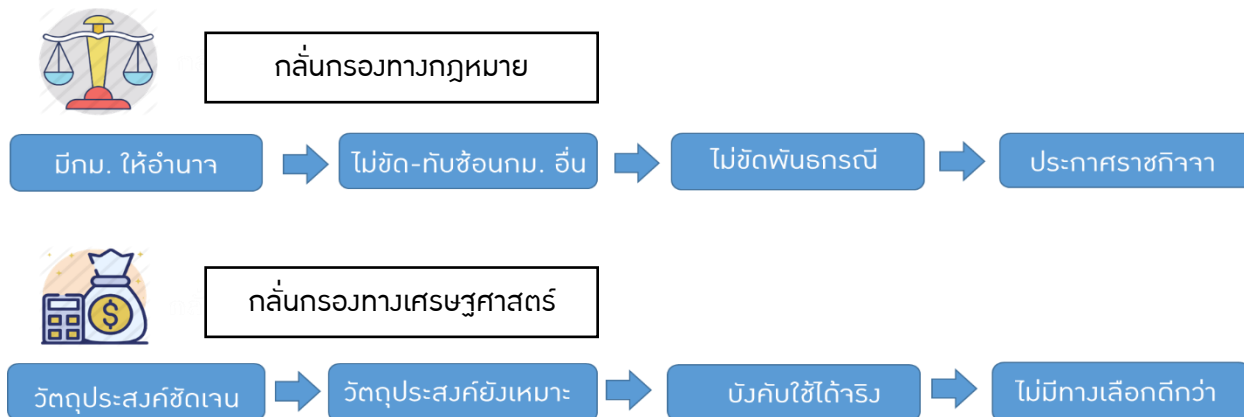 กลั่นกรองทางกฎหมาย
มีกม. ให้อำนาจ
ไม่ขัด-ทับซ้อนกม. อื่น
ไม่ขัดพันธกรณี
ประกาศราชกิจจา
กลั่นกรองทางเศรษฐศาสตร์
$
วัตถุประสงค์ชัดเจน
วัตถุประสงค์ยังเหมาะ
บังคับใช้ได้จริง
ไม่มีทางเลือกดีกว่า